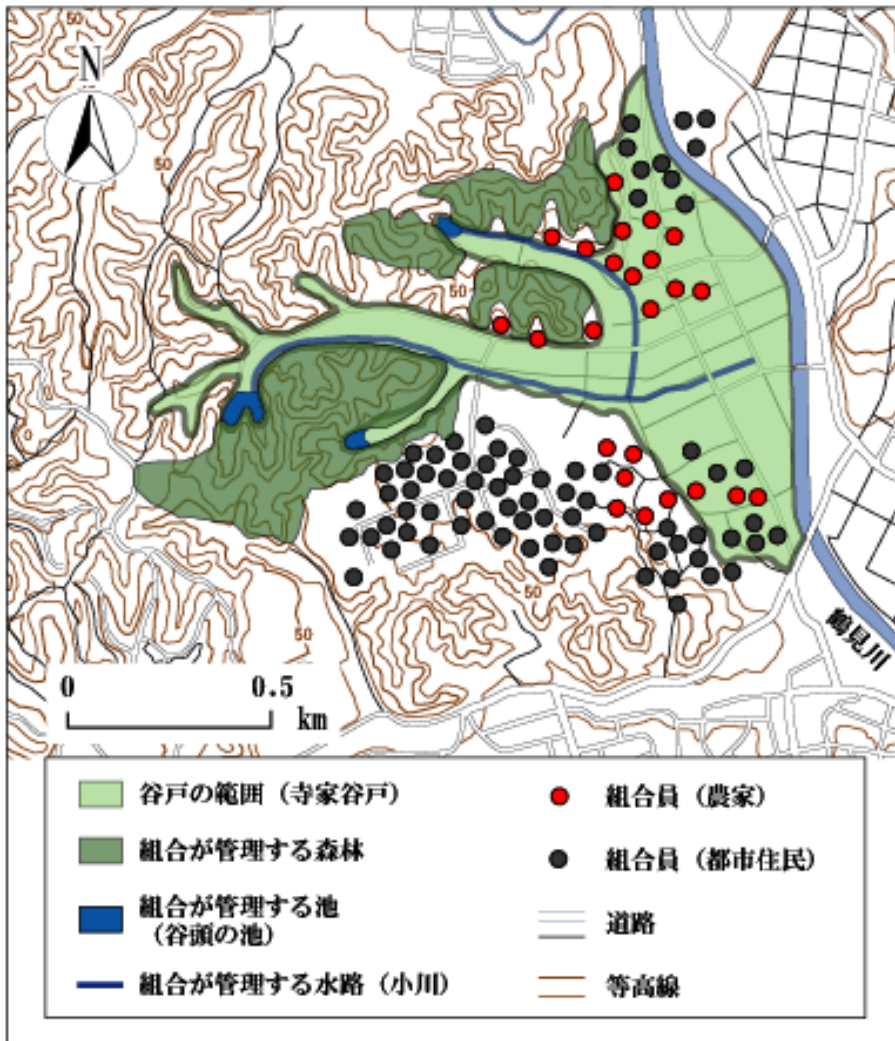 50
N
50
50
50
50
50
鶴見川
0 0.5
km
谷戸の範囲（寺家谷戸）
組合員（農家）
組合が管理する森林
組合員（都市住民）
組合が管理する池
（谷頭の池）
道路
組合が管理する水路（小川）
等高線